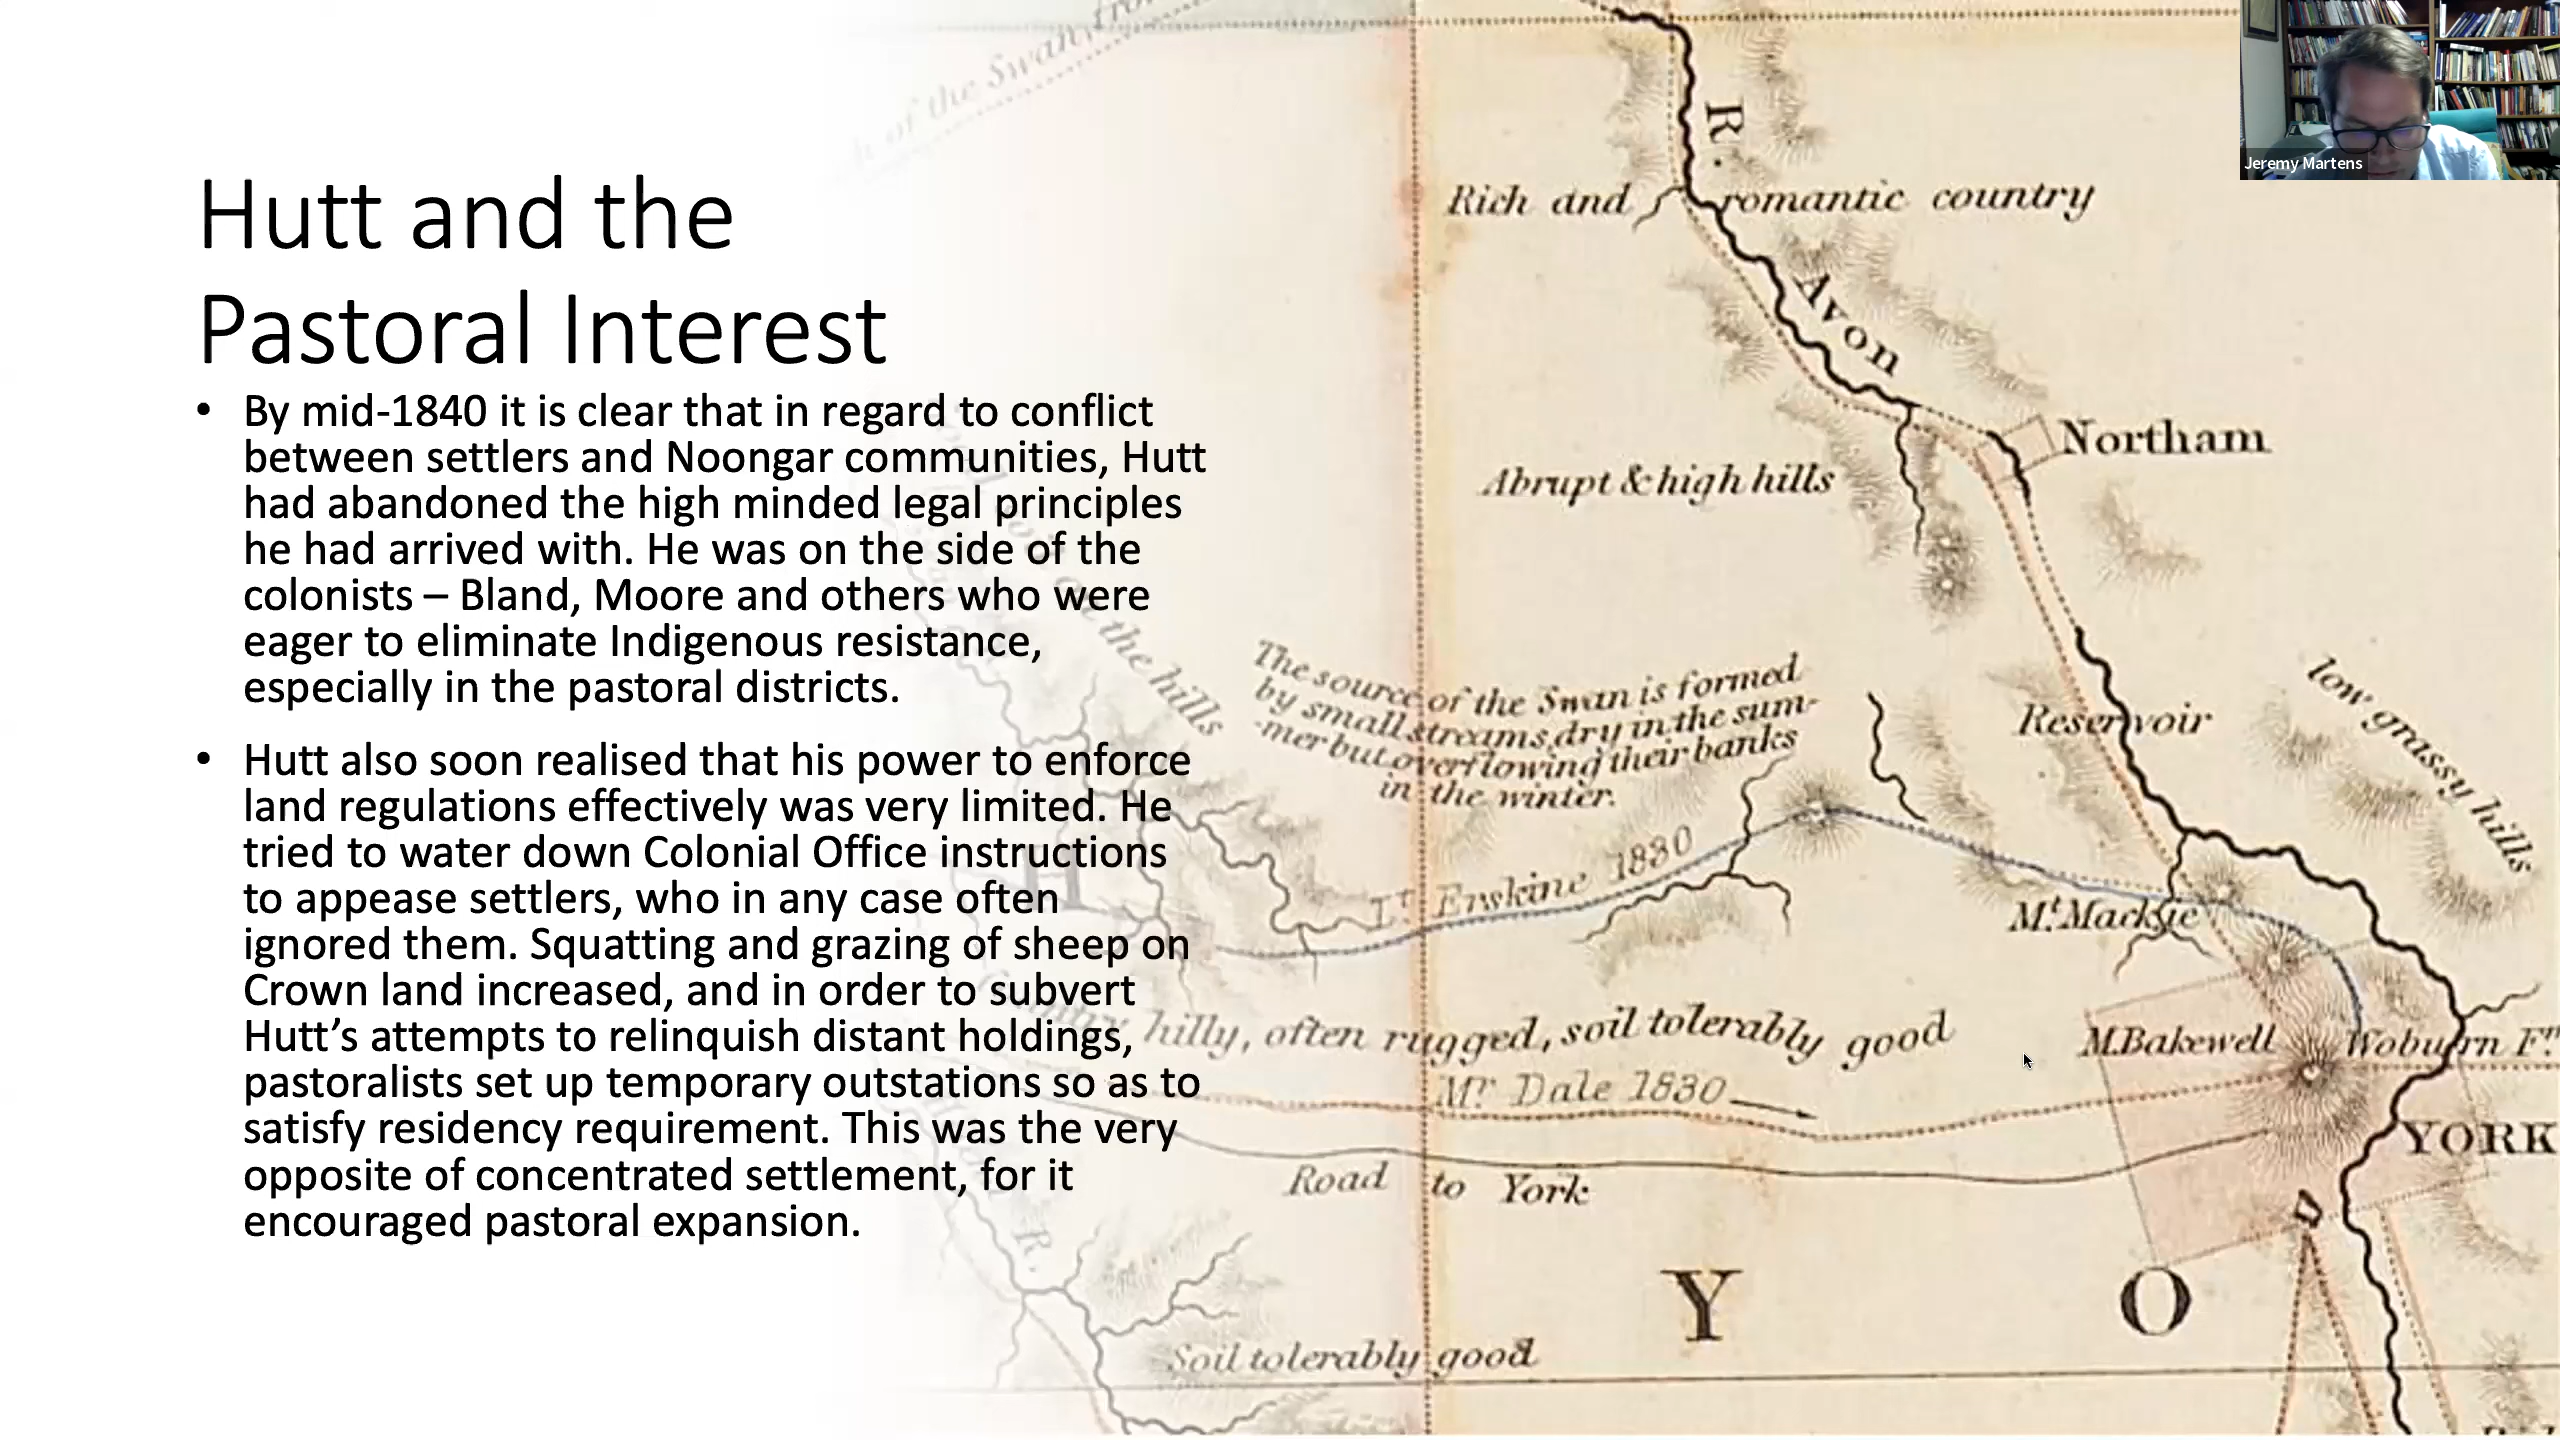 Hutt and the
Pastoral Interest
• By mid-1840 it is clear that in regard to conflict
between settlers and Noongar communities, Hutt
had abandoned the high minded legal principles
he had arrived with. He was on the side of the
colonists – Bland, Moore and others who were
eager to eliminate Indigenous resistance,
especially in the pastoral districts.
• Hutt also soon realised that his power to enforce
land regulations effectively was very limited. He
tried to water down Colonial Office instructions
to appease settlers, who in any case often
ignored them. Squatting and grazing of sheep on
Crown land increased, and in order to subvert
Hutt’s attempts to relinquish distant holdings,
pastoralists set up temporary outstations so as to
satisfy residency requirement. This was the very
opposite of concentrated settlement, for it
encouraged pastoral expansion.
Jeremy Martens
of the Swan
R. Avon
Rich and romantic country
Northam
Abrupt & high hills
the hills
The source of the Swan is formed
by small streams, dry in the sum-
-mer but overflowing their banks
in the winter.
Reservoir
low grassy hills
Lt Erskine 1830
Mt. Mackie
hilly, often rugged, soil tolerably good
M. Bakewell
Woburn Fm
Mr Dale 1830
YORK
Road to York
Y O
R.
Soil tolerably good